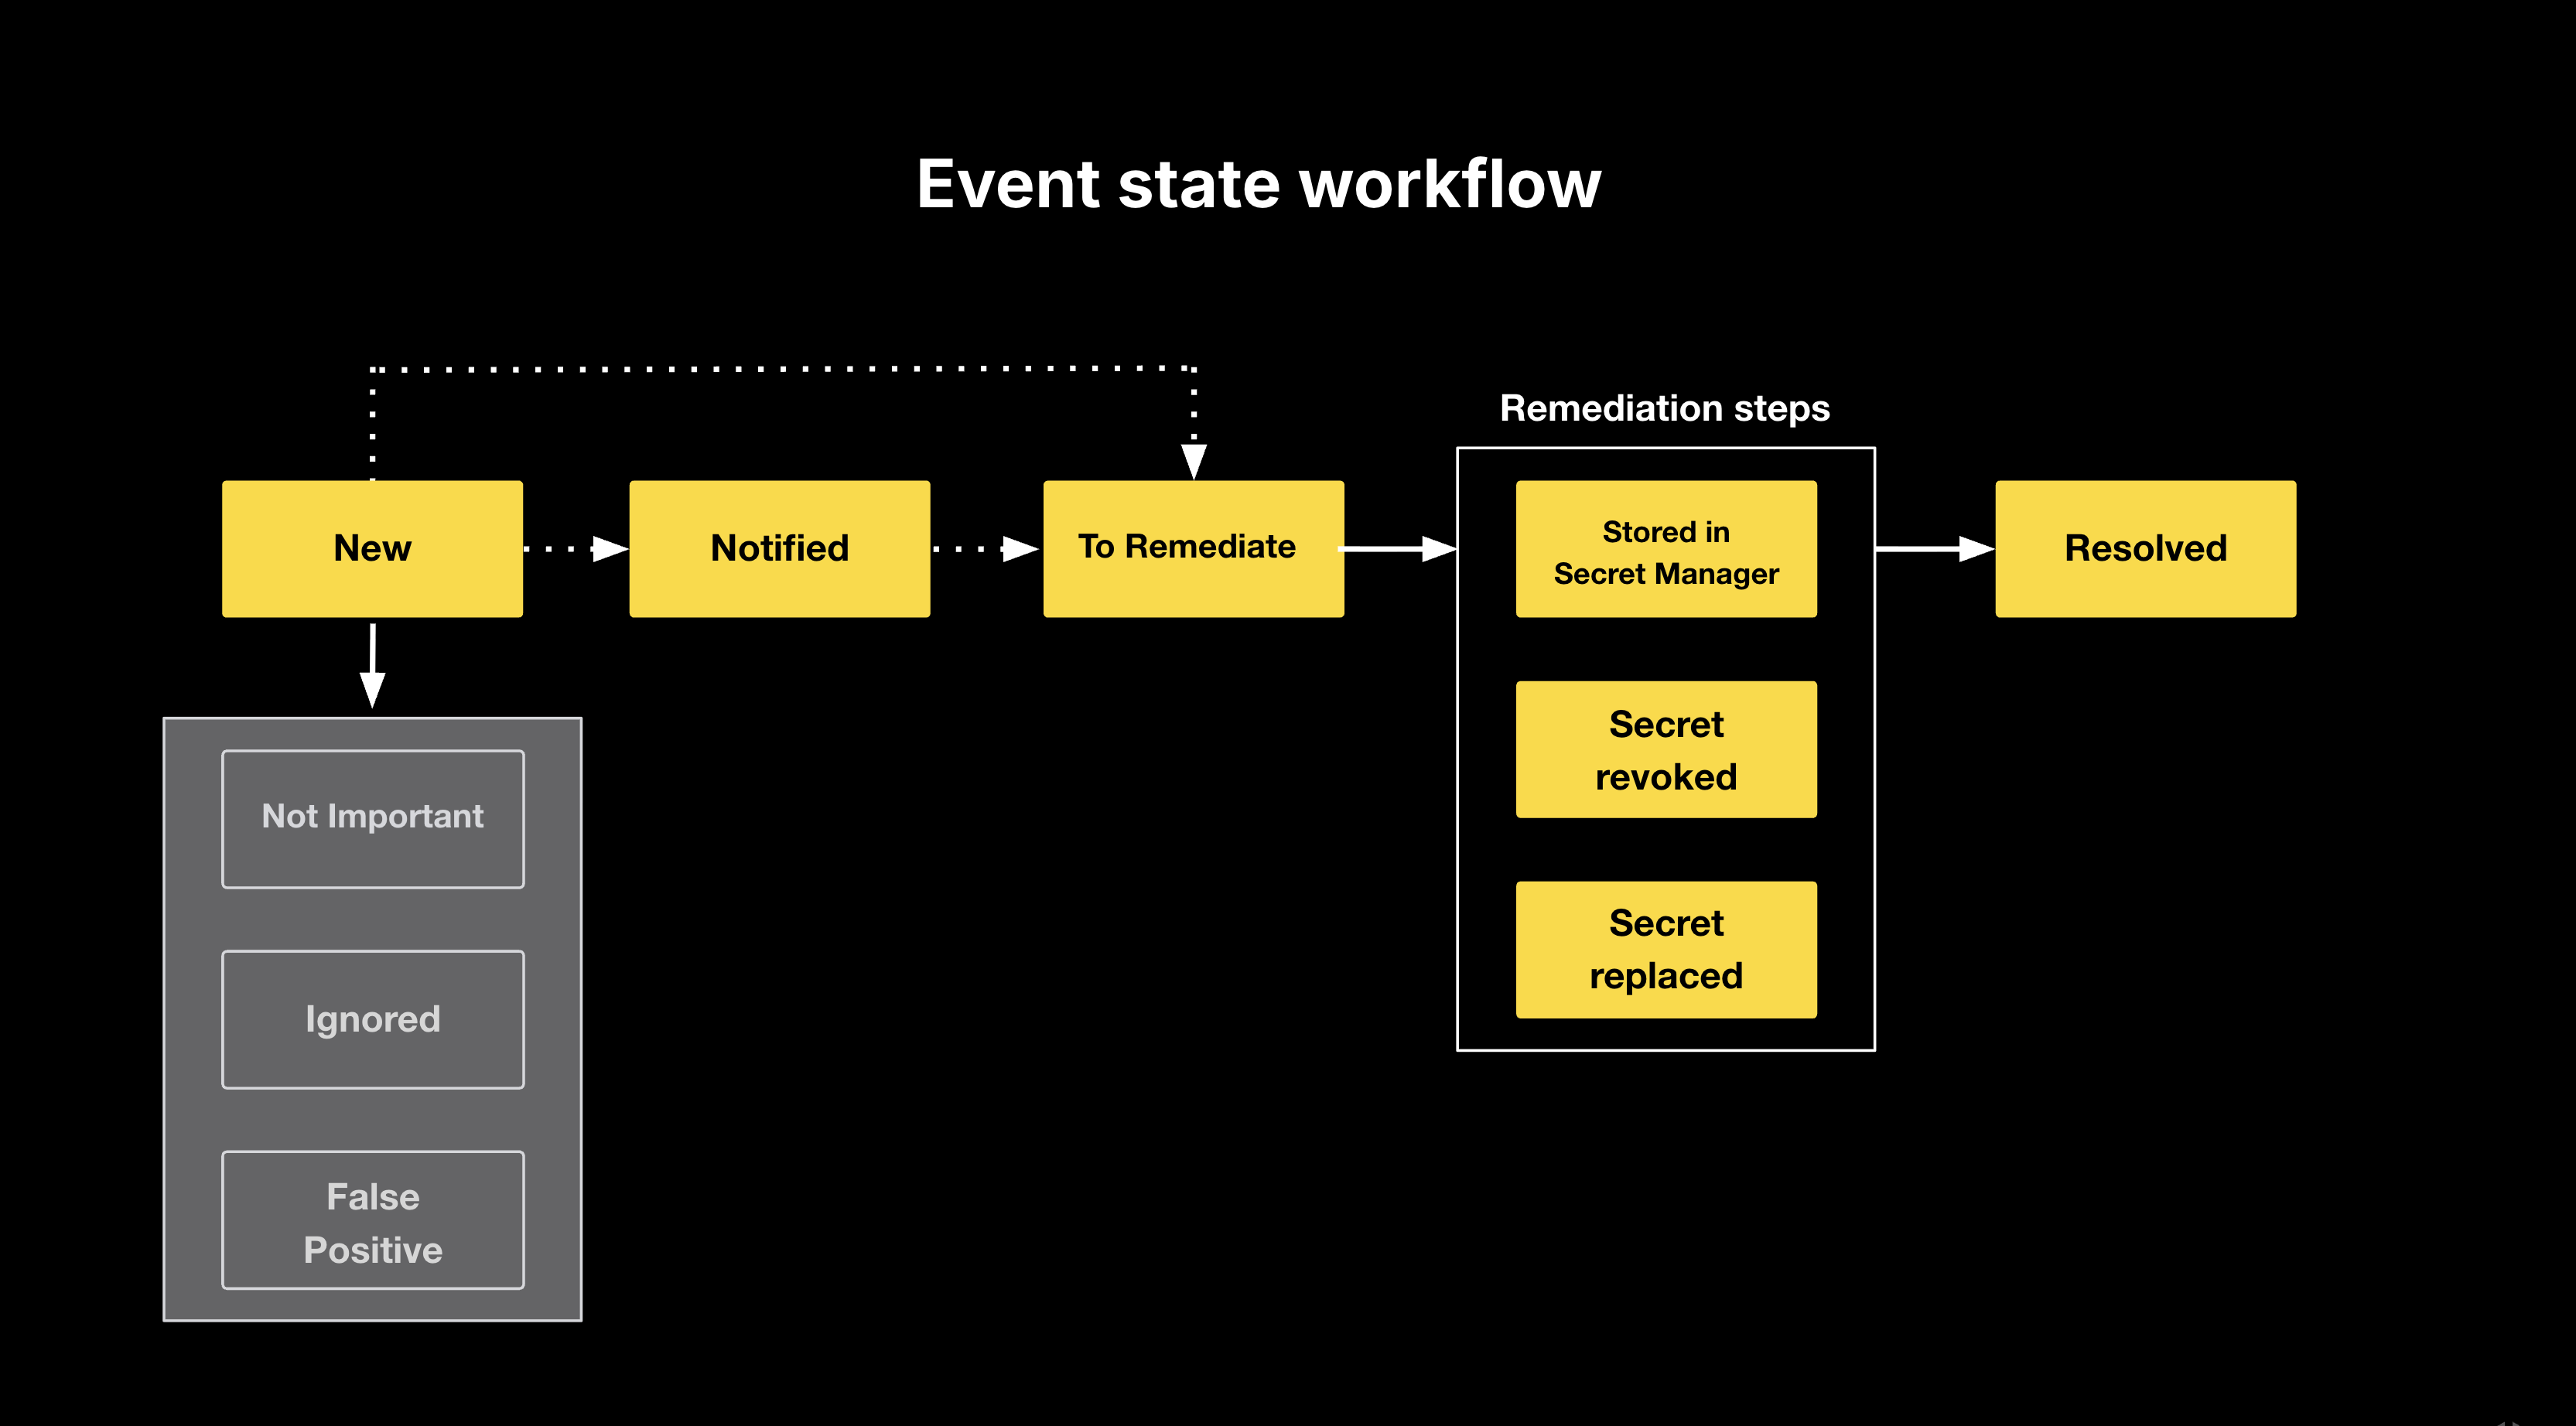 Event state workflow
Remediation steps
New
Notified
To Remediate
Stored in
Secret Manager
Resolved
Secret
revoked
Secret
replaced
Not Important
Ignored
False
Positive